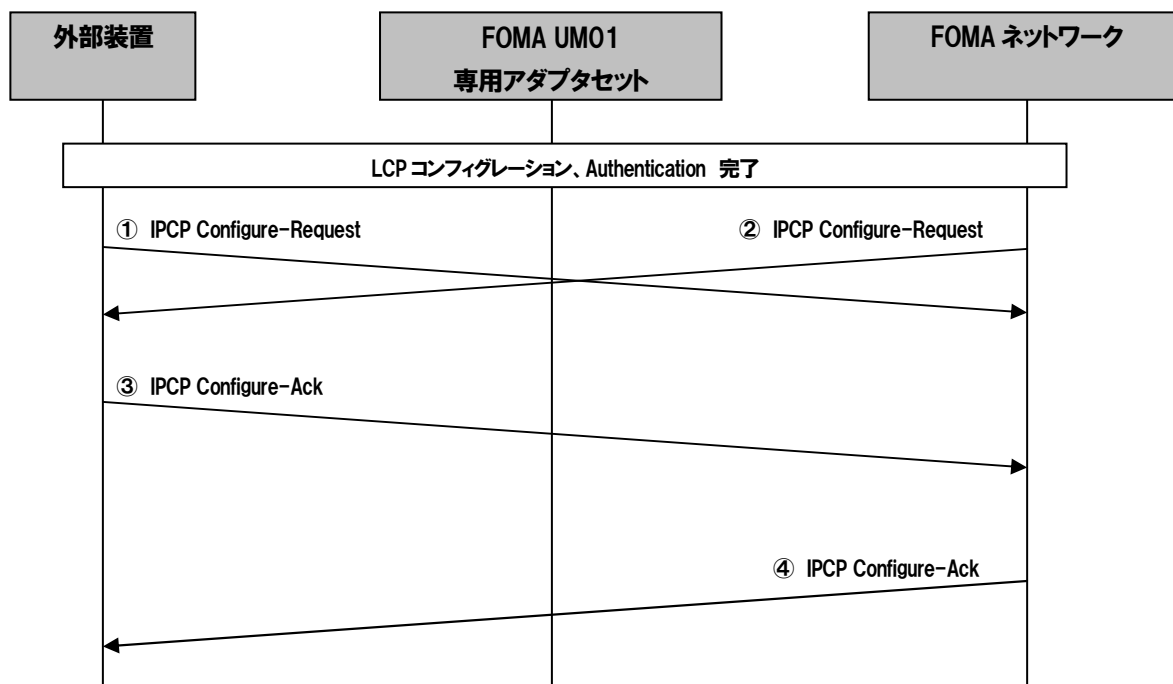 外部装置
FOMA UM01
専用アダプタセット
FOMA ネットワーク
LCP コンフィグレーション、Authentication 完了
① IPCP Configure-Request
② IPCP Configure-Request
③ IPCP Configure-Ack
④ IPCP Configure-Ack